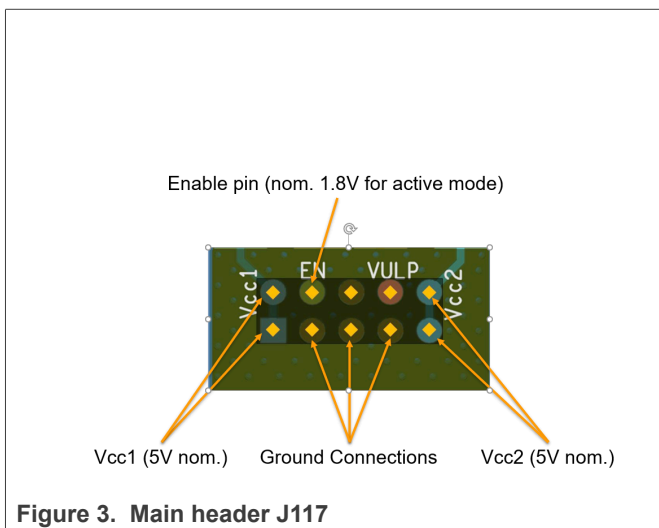 Enable pin (nom. 1.8V for active mode)
Vcc1
EN
VULP
Vcc2
Vcc1 (5V nom.)
Ground Connections
Vcc2 (5V nom.)
Figure 3. Main header J117